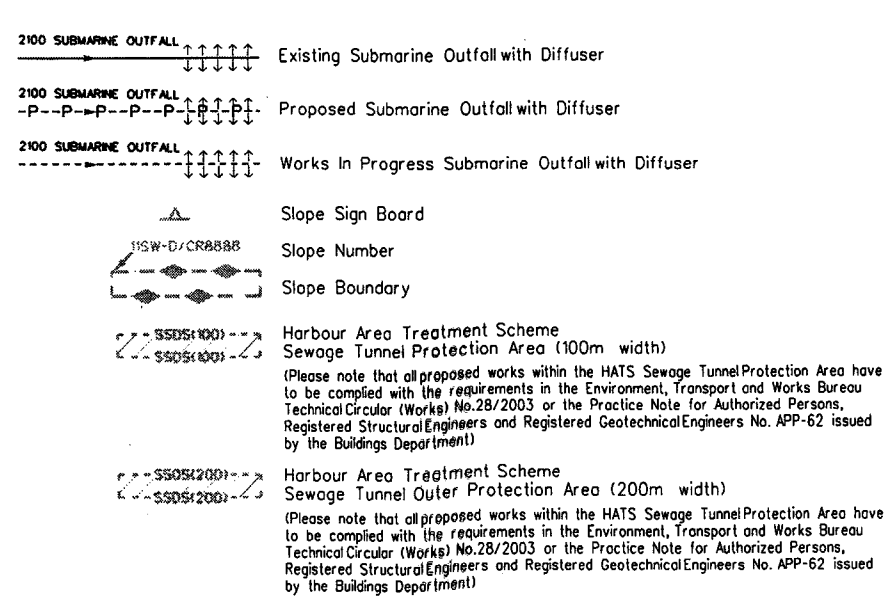 2100 SUBMARINE OUTFALL
Existing Submarine Outfall with Diffuser
2100 SUBMARINE OUTFALL
-P--P--P--P--P-P-P-
Proposed Submarine Outfall with Diffuser
2100 SUBMARINE OUTFALL
Works In Progress Submarine Outfall with Diffuser
Slope Sign Board
11SW-D/CR8888
Slope Number
Slope Boundary
SSDS(100)
Harbour Area Treatment Scheme
SSDS(100)
Sewage Tunnel Protection Area (100m width)
(Please note that all proposed works within the HATS Sewage Tunnel Protection Area have
to be complied with the requirements in the Environment, Transport and Works Bureau
Technical Circular (Works) No.28/2003 or the Practice Note for Authorized Persons,
Registered Structural Engineers and Registered Geotechnical Engineers No. APP-62 issued
by the Buildings Department)
SSDS(200)
Harbour Area Treatment Scheme
SSDS(200)
Sewage Tunnel Outer Protection Area (200m width)
(Please note that all proposed works within the HATS Sewage Tunnel Protection Area have
to be complied with the requirements in the Environment, Transport and Works Bureau
Technical Circular (Works) No.28/2003 or the Practice Note for Authorized Persons,
Registered Structural Engineers and Registered Geotechnical Engineers No. APP-62 issued
by the Buildings Department)